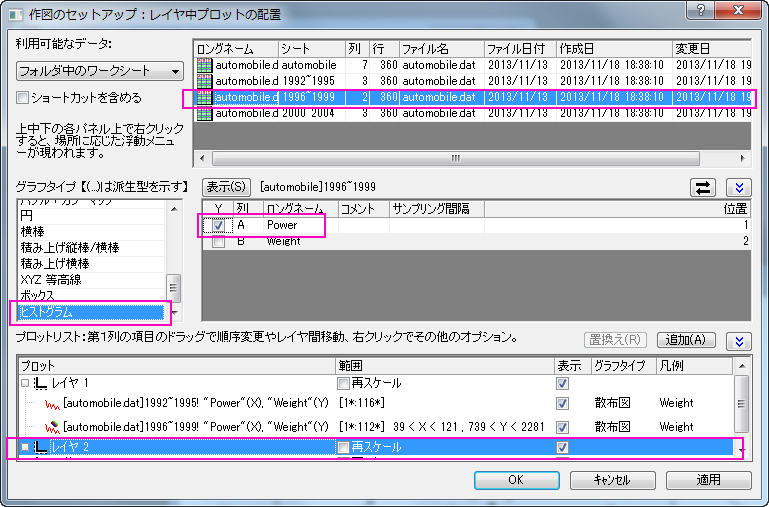 作図のセットアップ：レイヤ中プロットの配置
利用可能なデータ:
フォルダ中のワークシート
ショートカットを含める
上中下の各パネル上で右クリック
すると、場所に応じた浮動メニュ
ーが現われます。
ロングネーム シート 列 行 ファイル名 ファイル日付 作成日 変更日
automobile.d automobile 7 360 automobile.dat 2013/11/13 2013/11/18 18:38:10 2013/11/18 19
automobile.d 1992~1995 3 360 automobile.dat 2013/11/13 2013/11/18 18:38:10 2013/11/18 19
automobile.d 1996~1999 2 360 automobile.dat 2013/11/13 2013/11/18 18:38:10 2013/11/18 19
automobile.d 2000~2004 3 360 automobile.dat 2013/11/13 2013/11/18 18:38:10 2013/11/18 19
グラフタイプ【(...)は派生型を示す】
円
横棒
積み上げ縦棒/横棒
積み上げ横棒
XYZ 等高線
ボックス
ヒストグラム
表示(S) [automobile]1996~1999
Y 列 ロングネーム コメント サンプリング間隔 位置
A Power 1
B Weight 2
プロットリスト：第1列の項目のドラッグで順序変更やレイヤ間移動、右クリックでその他のオプション。
置換え(R) 追加(A)
プロット 範囲 表示 グラフタイプ 凡例
レイヤ 1 再スケール
[automobile.dat]1992~1995! "Power"(X), "Weight"(Y) [1*:116*] 散布図 Weight
[automobile.dat]1996~1999! "Power"(X), "Weight"(Y) [1*:112*] 39 < X < 121 , 739 < Y < 2281 散布図 Weight
レイヤ 2 再スケール
OK キャンセル 適用